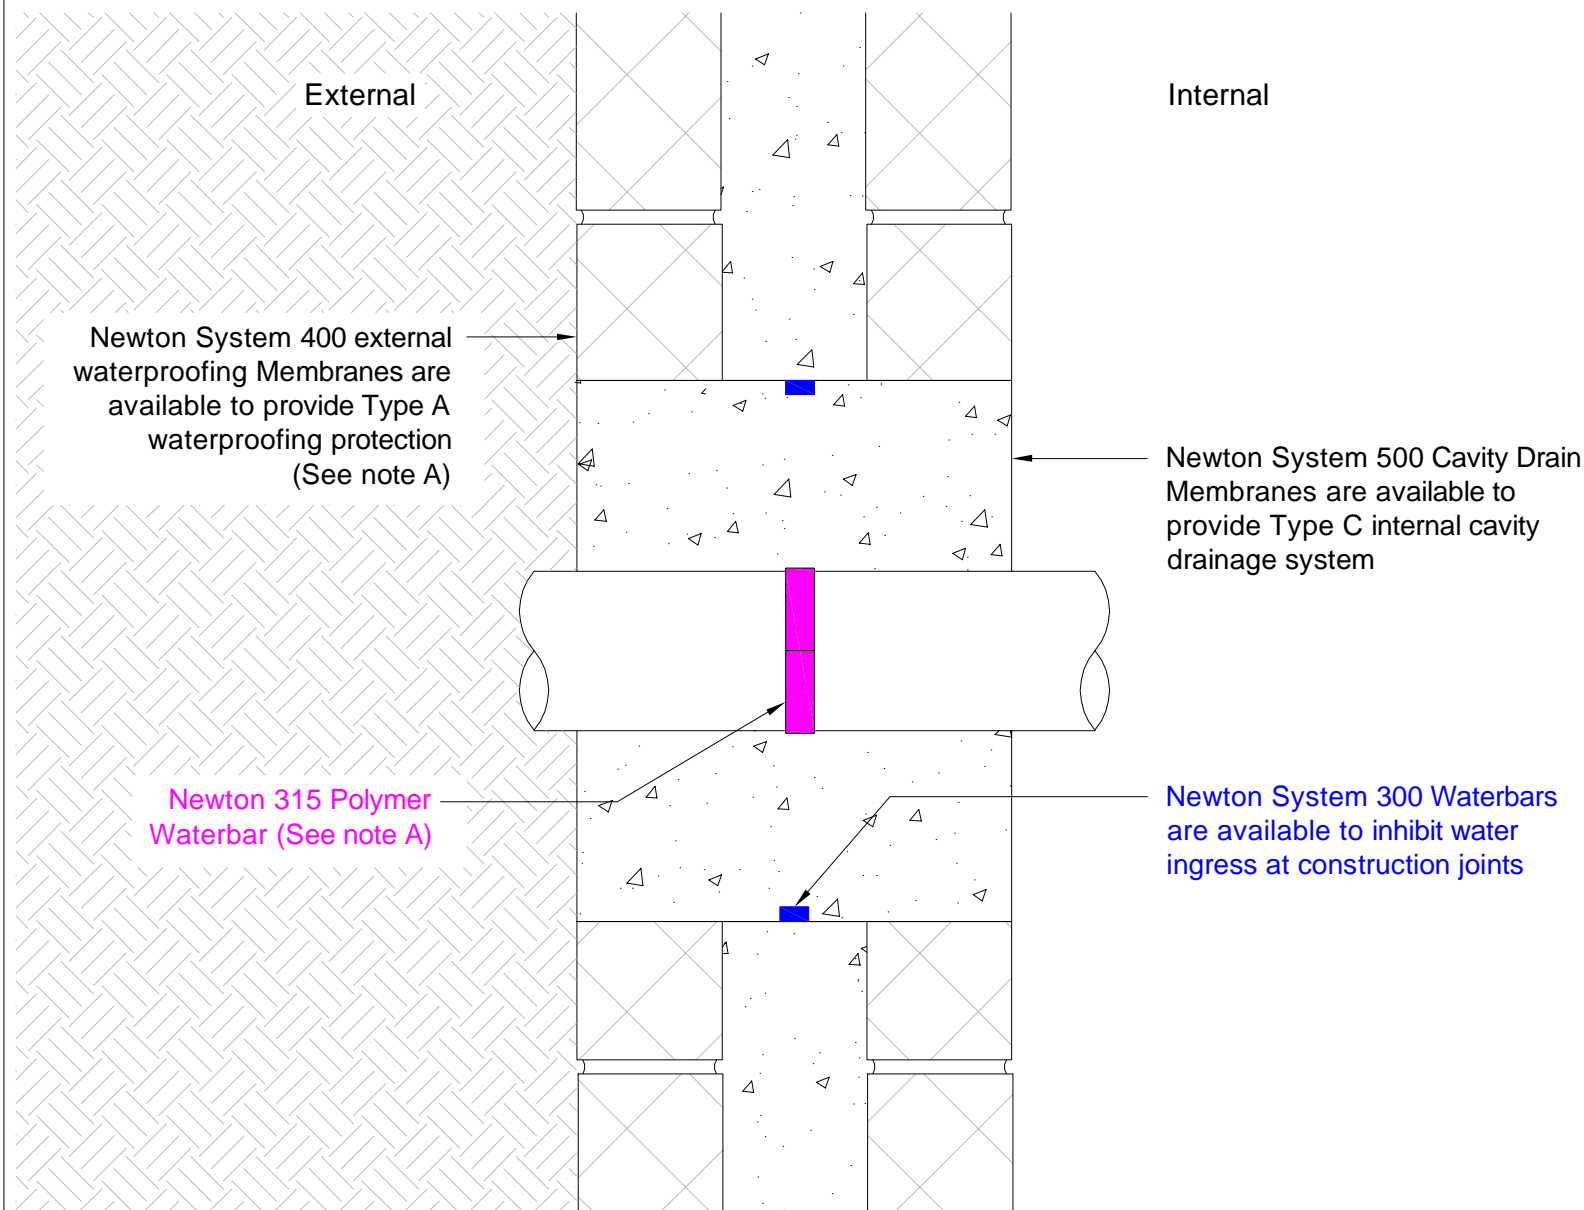 External
Internal
Newton System 400 external
waterproofing Membranes are
available to provide Type A
waterproofing protection
(See note A)
Newton System 500 Cavity Drain
Membranes are available to
provide Type C internal cavity
drainage system
Newton 315 Polymer
Waterbar (See note A)
Newton System 300 Waterbars
are available to inhibit water
ingress at construction joints